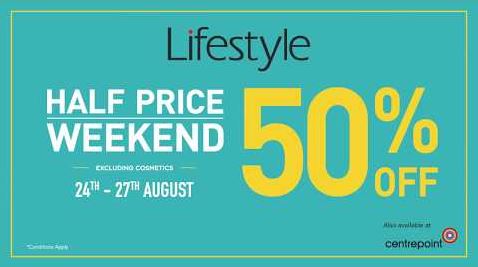 Lifestyle
HALF PRICE
WEEKEND
EXCLUDING COSMETICS
24TH - 27TH AUGUST
50% OFF
Also available at
centrepoint
*Conditions Apply